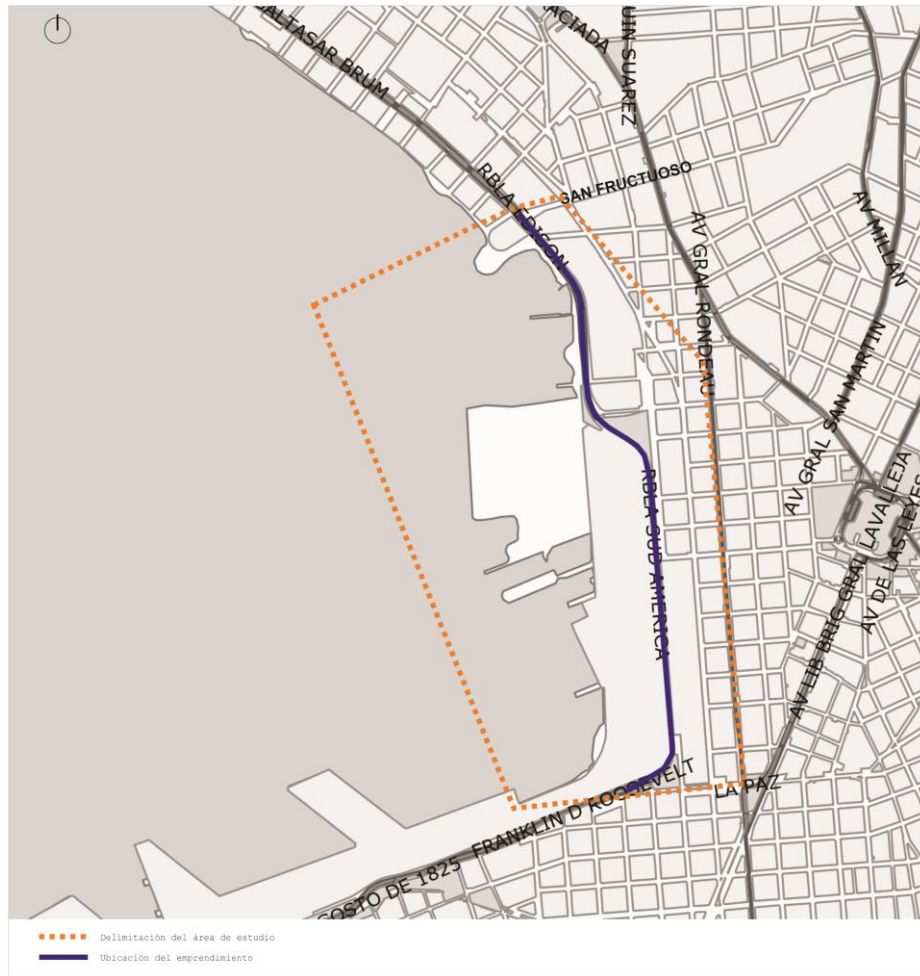 BALTASAR BRUM
ACIADA
UIN SUAREZ
SAN FRUCTUOSO
RBLA EDISON
AV MILAN
AV GRAL RONDEAU
AV GRAL SAN MARTIN
RBLA SUD AMERICA
AV LIB BRIG GRAL LAVALLEJA
AV DE LAS LEYES
LA PAZ
FRANKLIN D ROOSEVELT
GOSTO DE 1825
Delimitación del área de estudio
Ubicación del emprendimiento